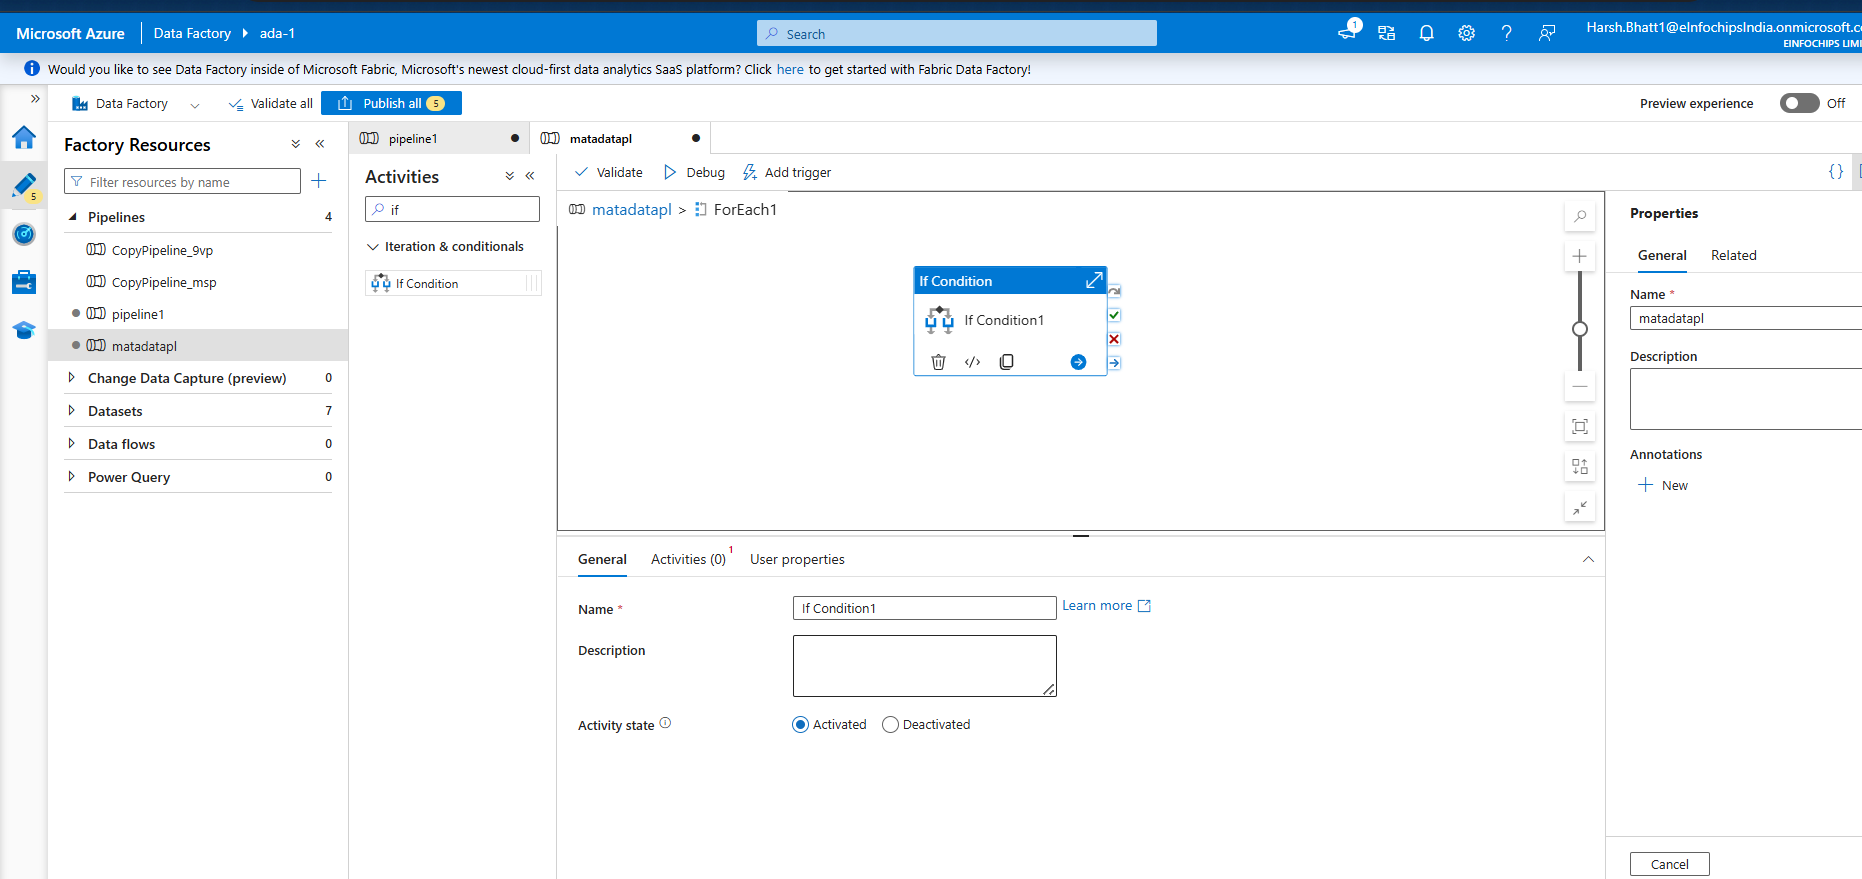 Microsoft Azure
Data Factory
ada-1
Search
1
Harsh.Bhatt1@eInfochipsIndia.onmicrosoft.c
EINFOCHIPS LIM
Would you like to see Data Factory inside of Microsoft Fabric, Microsoft's newest cloud-first data analytics SaaS platform? Click here to get started with Fabric Data Factory!
Data Factory
Validate all
Publish all 5
Preview experience
Off
5
Factory Resources
Filter resources by name
Pipelines 4
CopyPipeline_9vp
CopyPipeline_msp
pipeline1
matadatapl
Change Data Capture (preview) 0
Datasets 7
Data flows 0
Power Query 0
pipeline1
matadatapl
Activities
if
Iteration & conditionals
If Condition
Validate
Debug
Add trigger
{}
matadatapl > ForEach1
If Condition
If Condition1
General
Activities (0) 1
User properties
Name *
If Condition1
Learn more
Description
Activity state
Activated
Deactivated
Properties
General
Related
Name *
matadatapl
Description
Annotations
New
Cancel